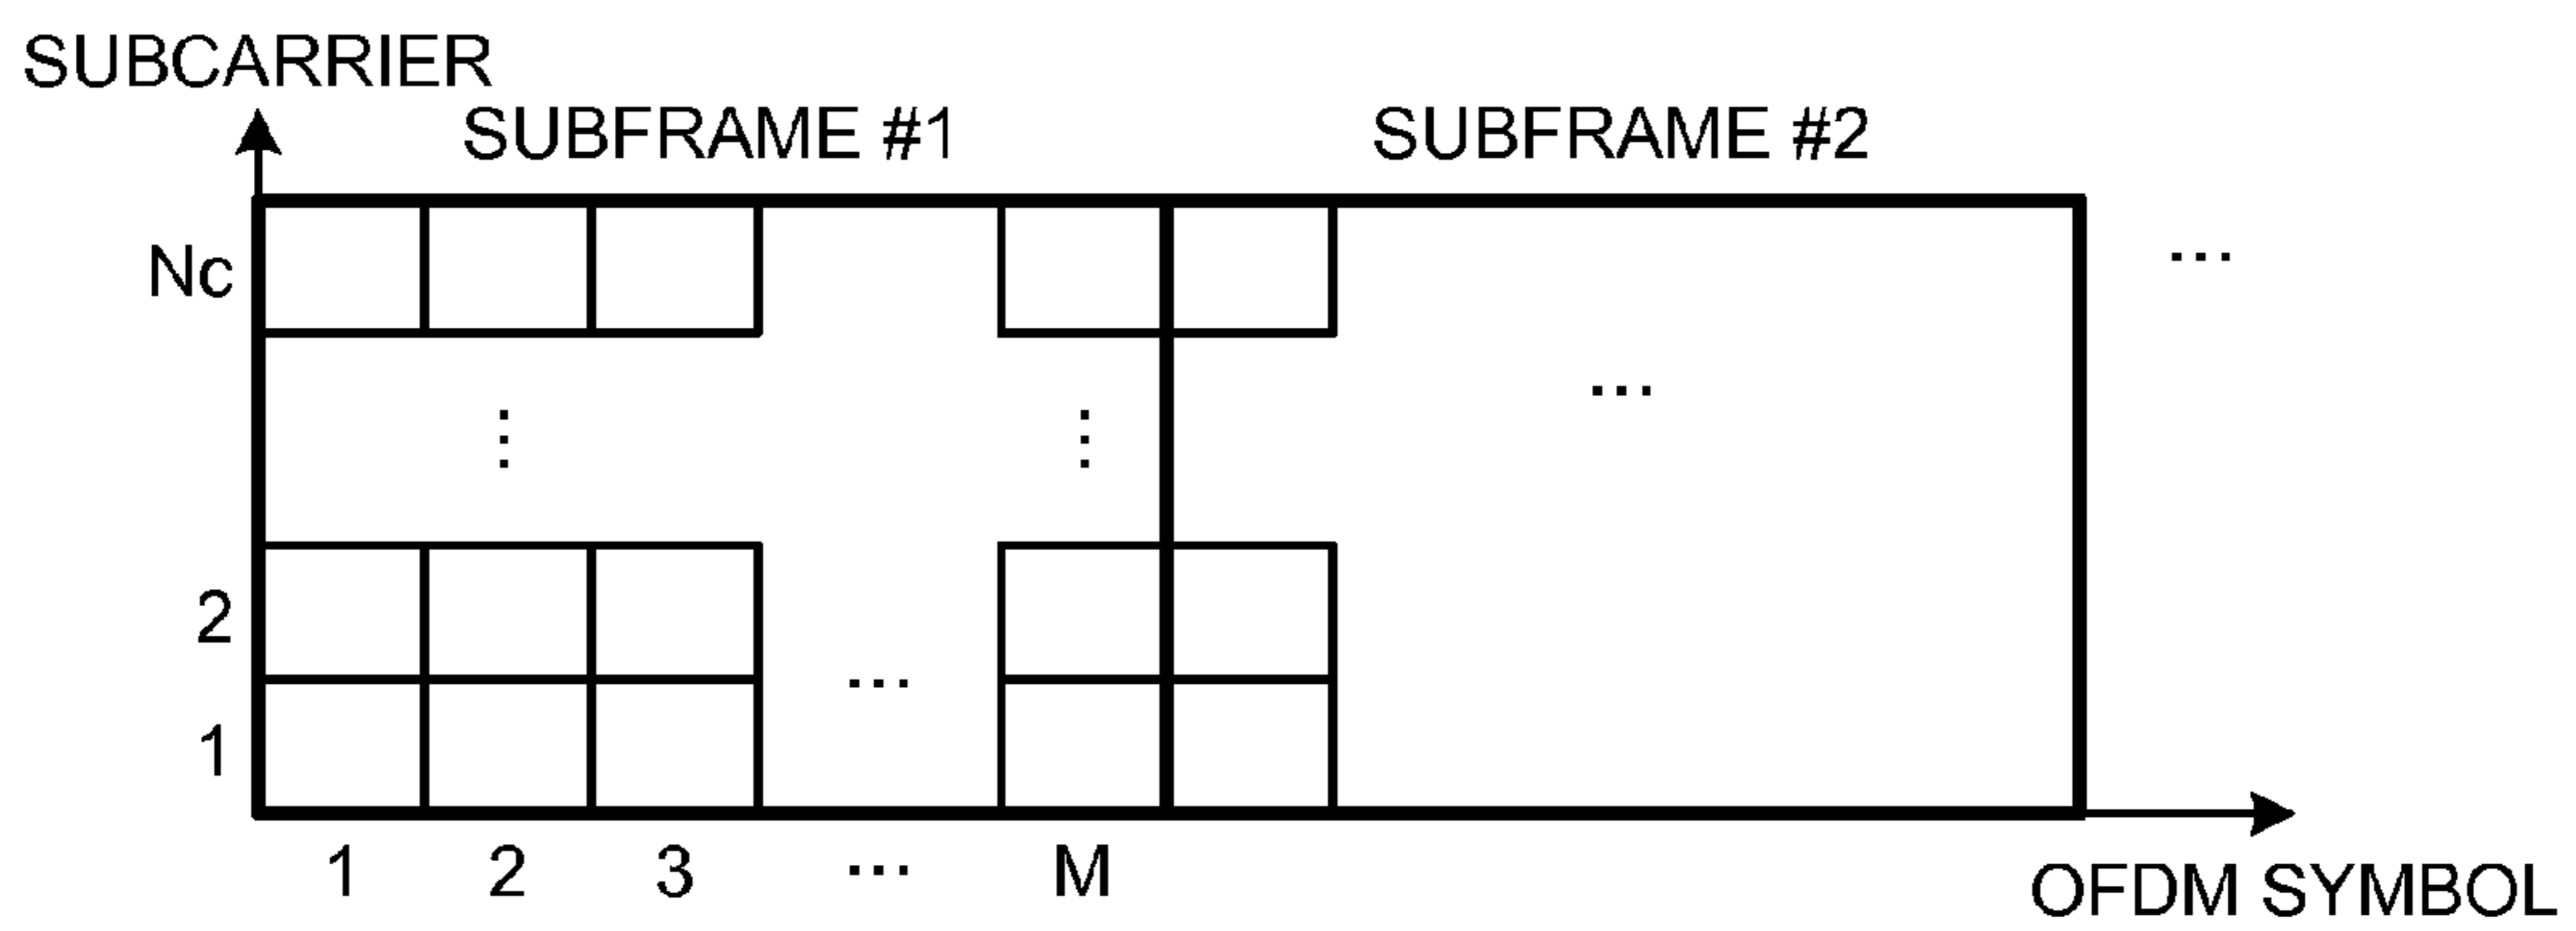 SUBCARRIER
SUBFRAME #1 SUBFRAME #2
Nc ...
...
⋮ ⋮
2
...
1
1 2 3 ... M
OFDM SYMBOL